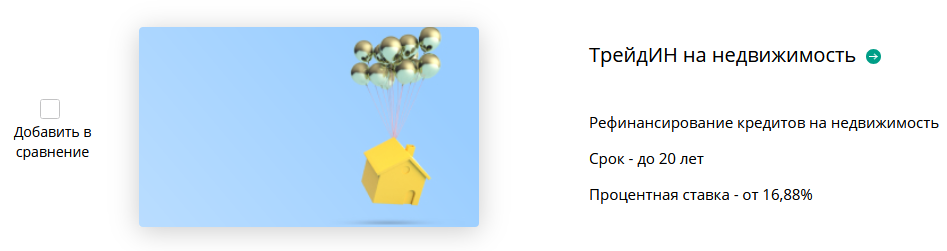 Добавить в
сравнение
ТрейдИН на недвижимость
Рефинансирование кредитов на недвижимость
Срок - до 20 лет
Процентная ставка - от 16,88%